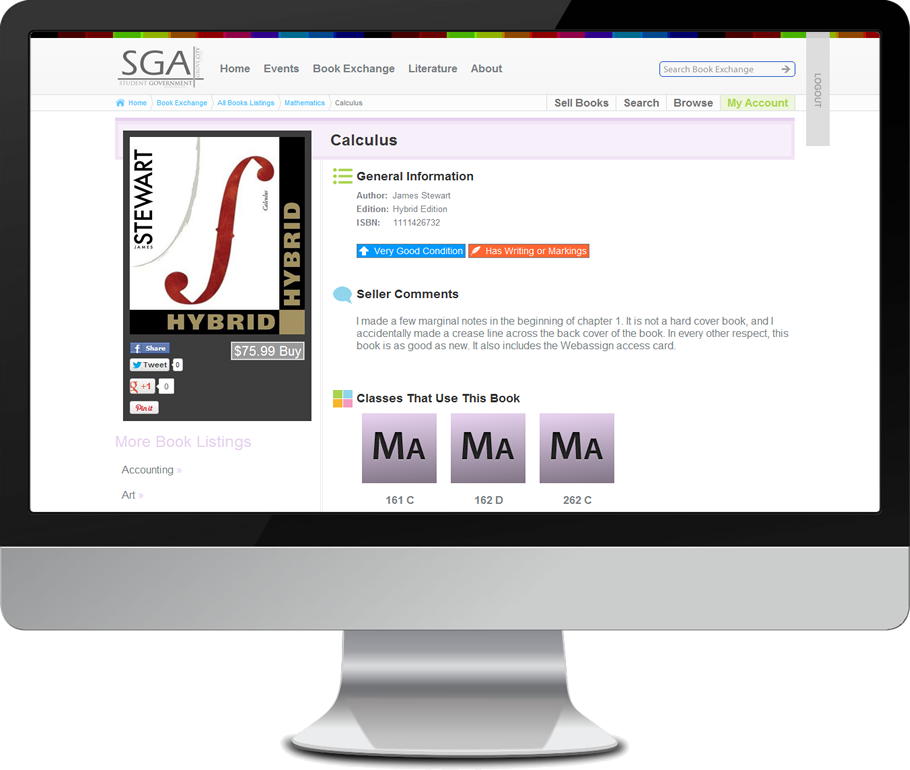 SGA
STUDENT GOVERNMENT
Home Events Book Exchange Literature About
Search Book Exchange
LOGOUT
Home Book Exchange All Books Listings Mathematics Calculus
Sell Books Search Browse My Account
Calculus
JAMES STEWART
Calculus
HYBRID
HYBRID
General Information
Author: James Stewart
Edition: Hybrid Edition
ISBN: 1111426732
Very Good Condition Has Writing or Markings
Seller Comments
I made a few marginal notes in the beginning of chapter 1. It is not a hard cover book, and I
accidentally made a crease line across the back cover of the book. In every other respect, this
book is as good as new. It also includes the Webassign access card.
f Share
$75.99 Buy
Tweet 0
g +1 0
Pin it
Classes That Use This Book
MA MA MA
161 C 162 D 262 C
More Book Listings
Accounting »
Art »